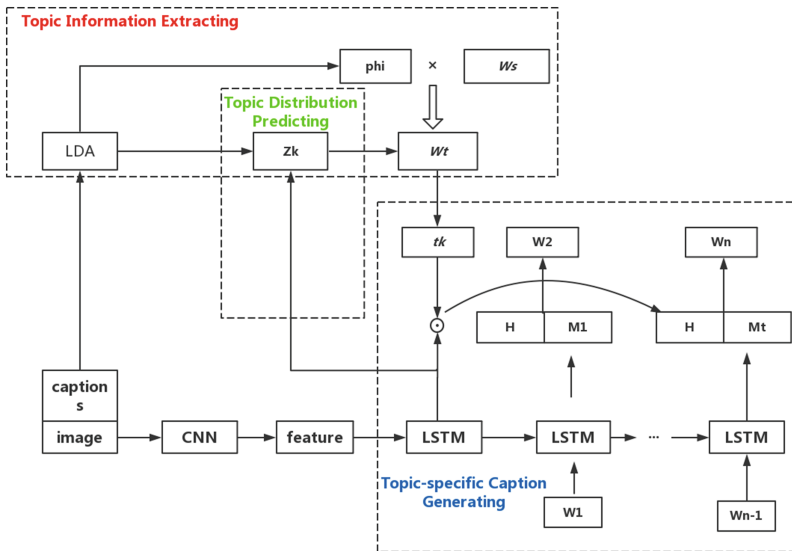 Topic Information Extracting
phi × Ws
Topic Distribution
Predicting
LDA Zk Wt
tk W2 Wn
H M1 H Mt
caption
s
image CNN feature LSTM LSTM ... LSTM
Topic-specific Caption
Generating
W1 Wn-1